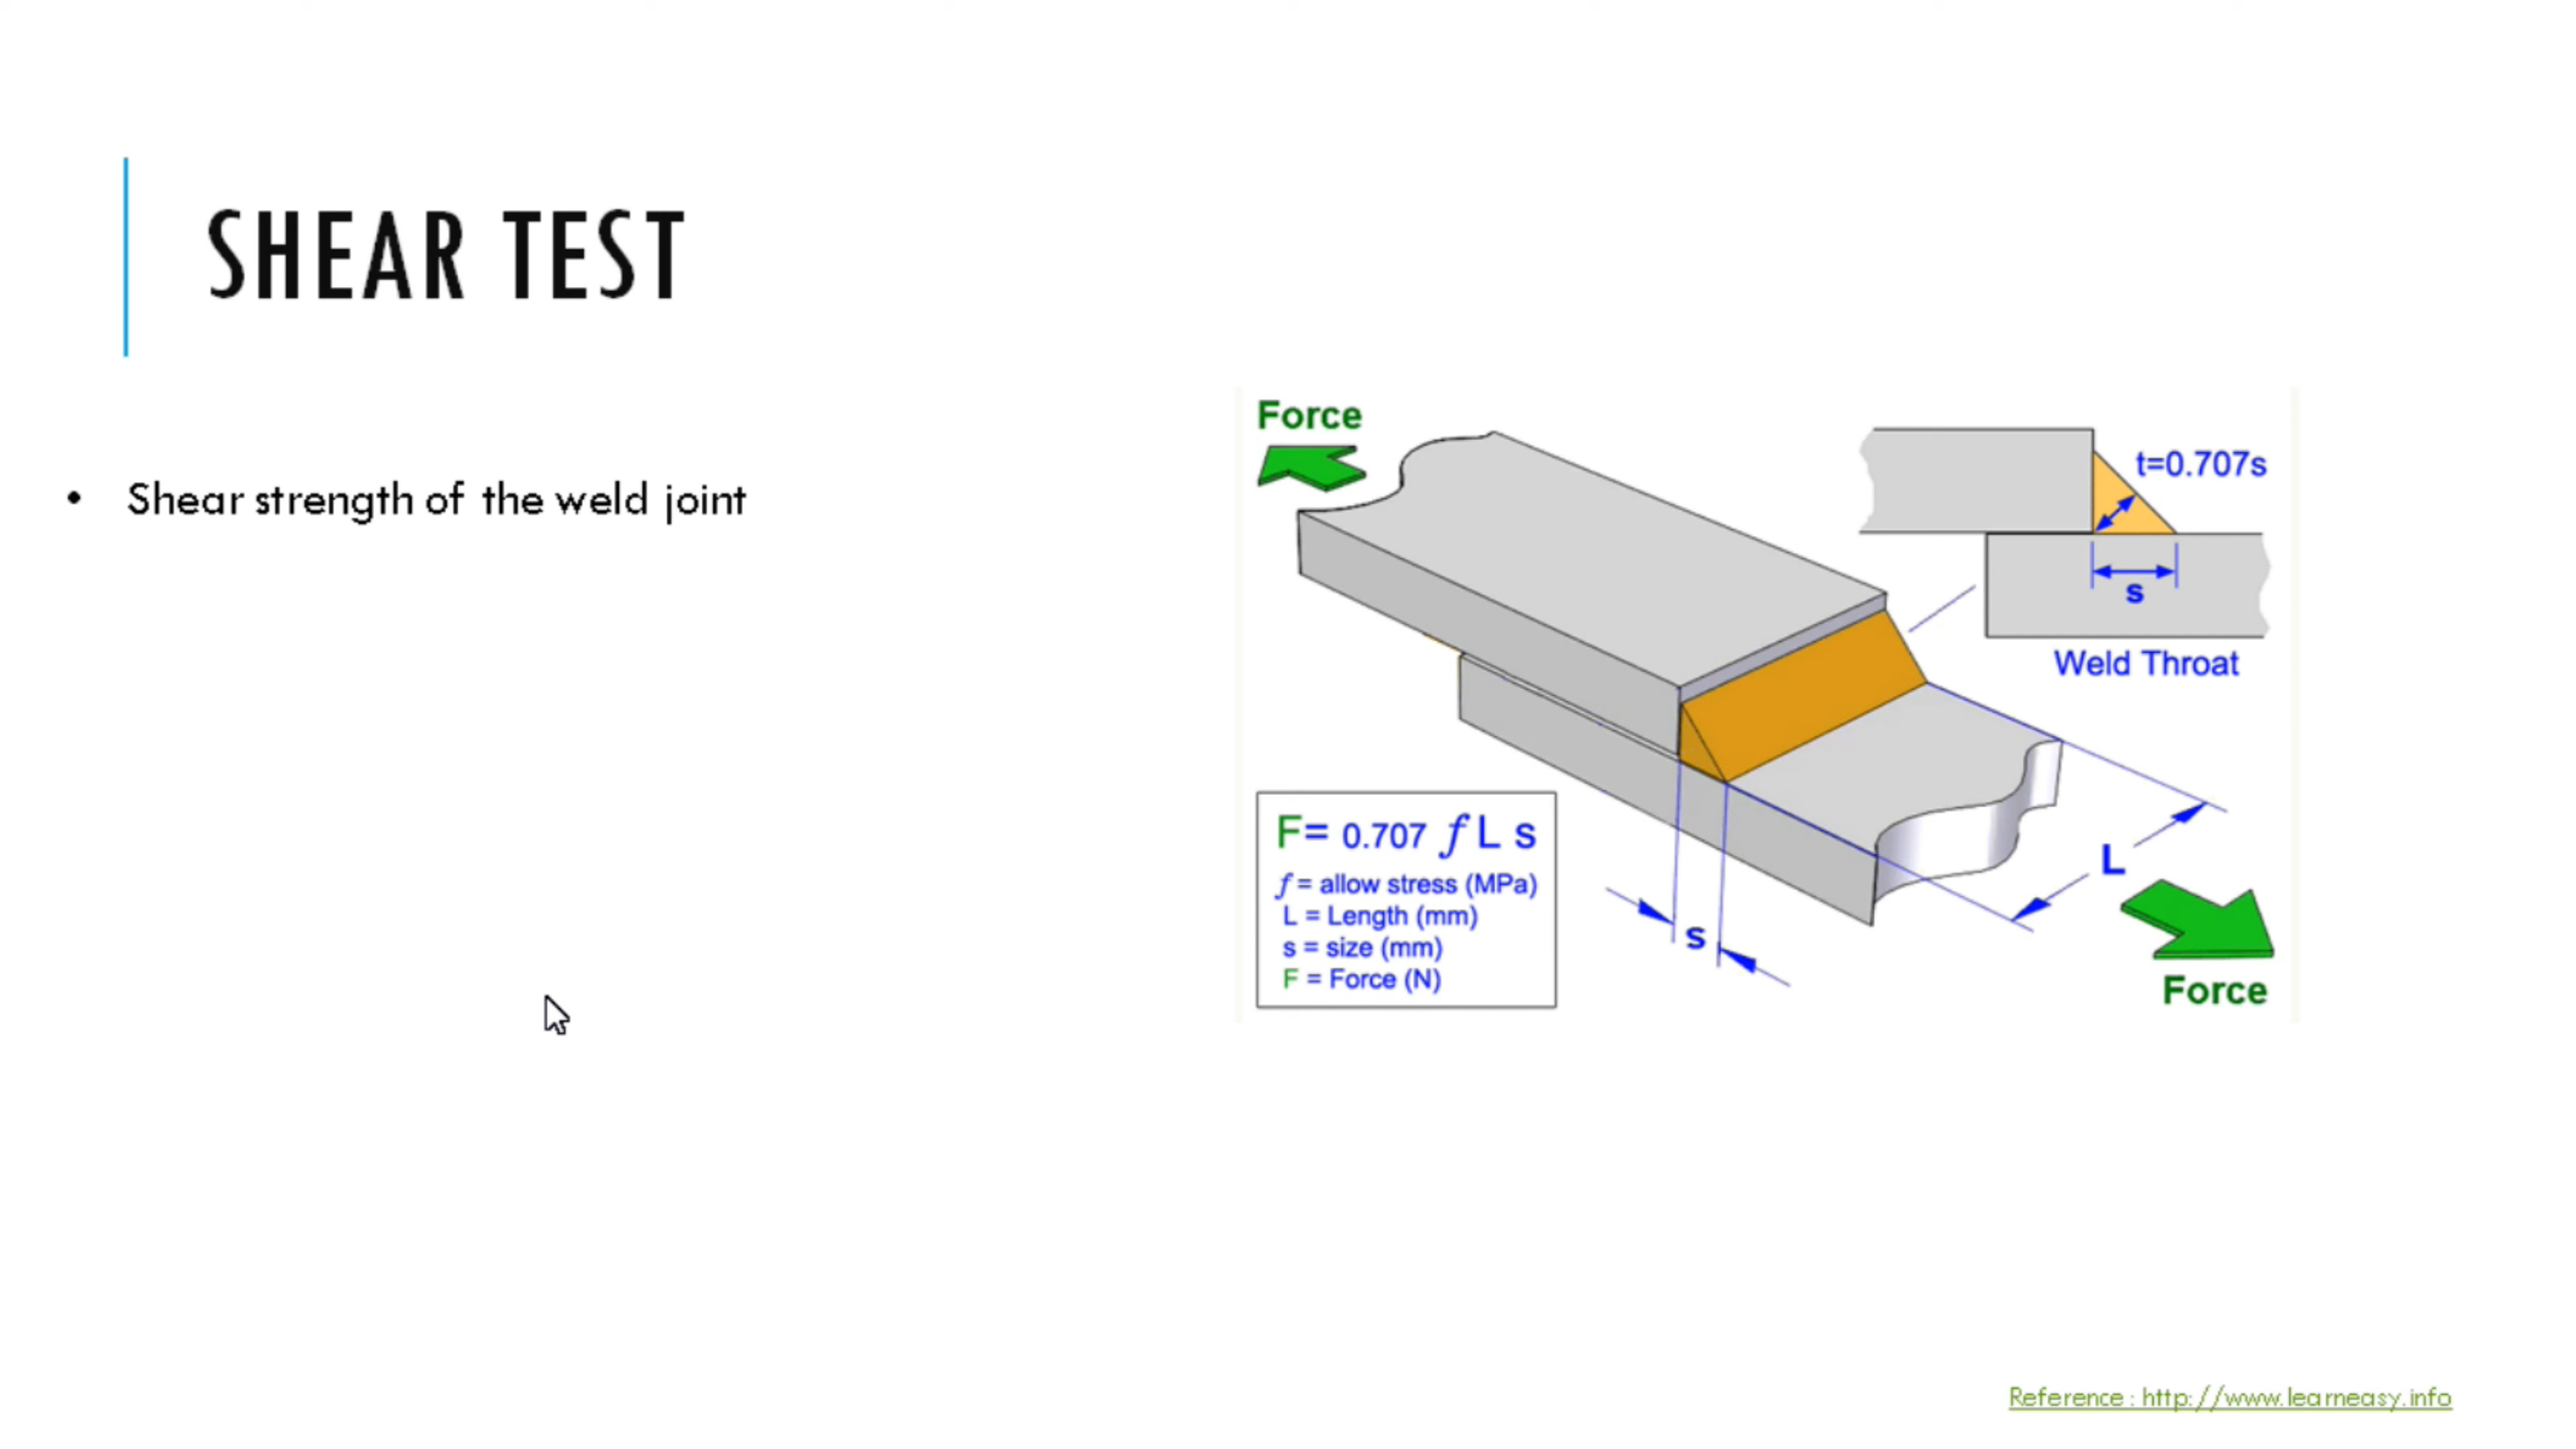 SHEAR TEST
• Shear strength of the weld joint
Force
t=0.707s
s
Weld Throat
F= 0.707 f L s
f = allow stress (MPa)
L = Length (mm)
s = size (mm)
F = Force (N)
s
L
Force
Reference : http://www.learneasy.info